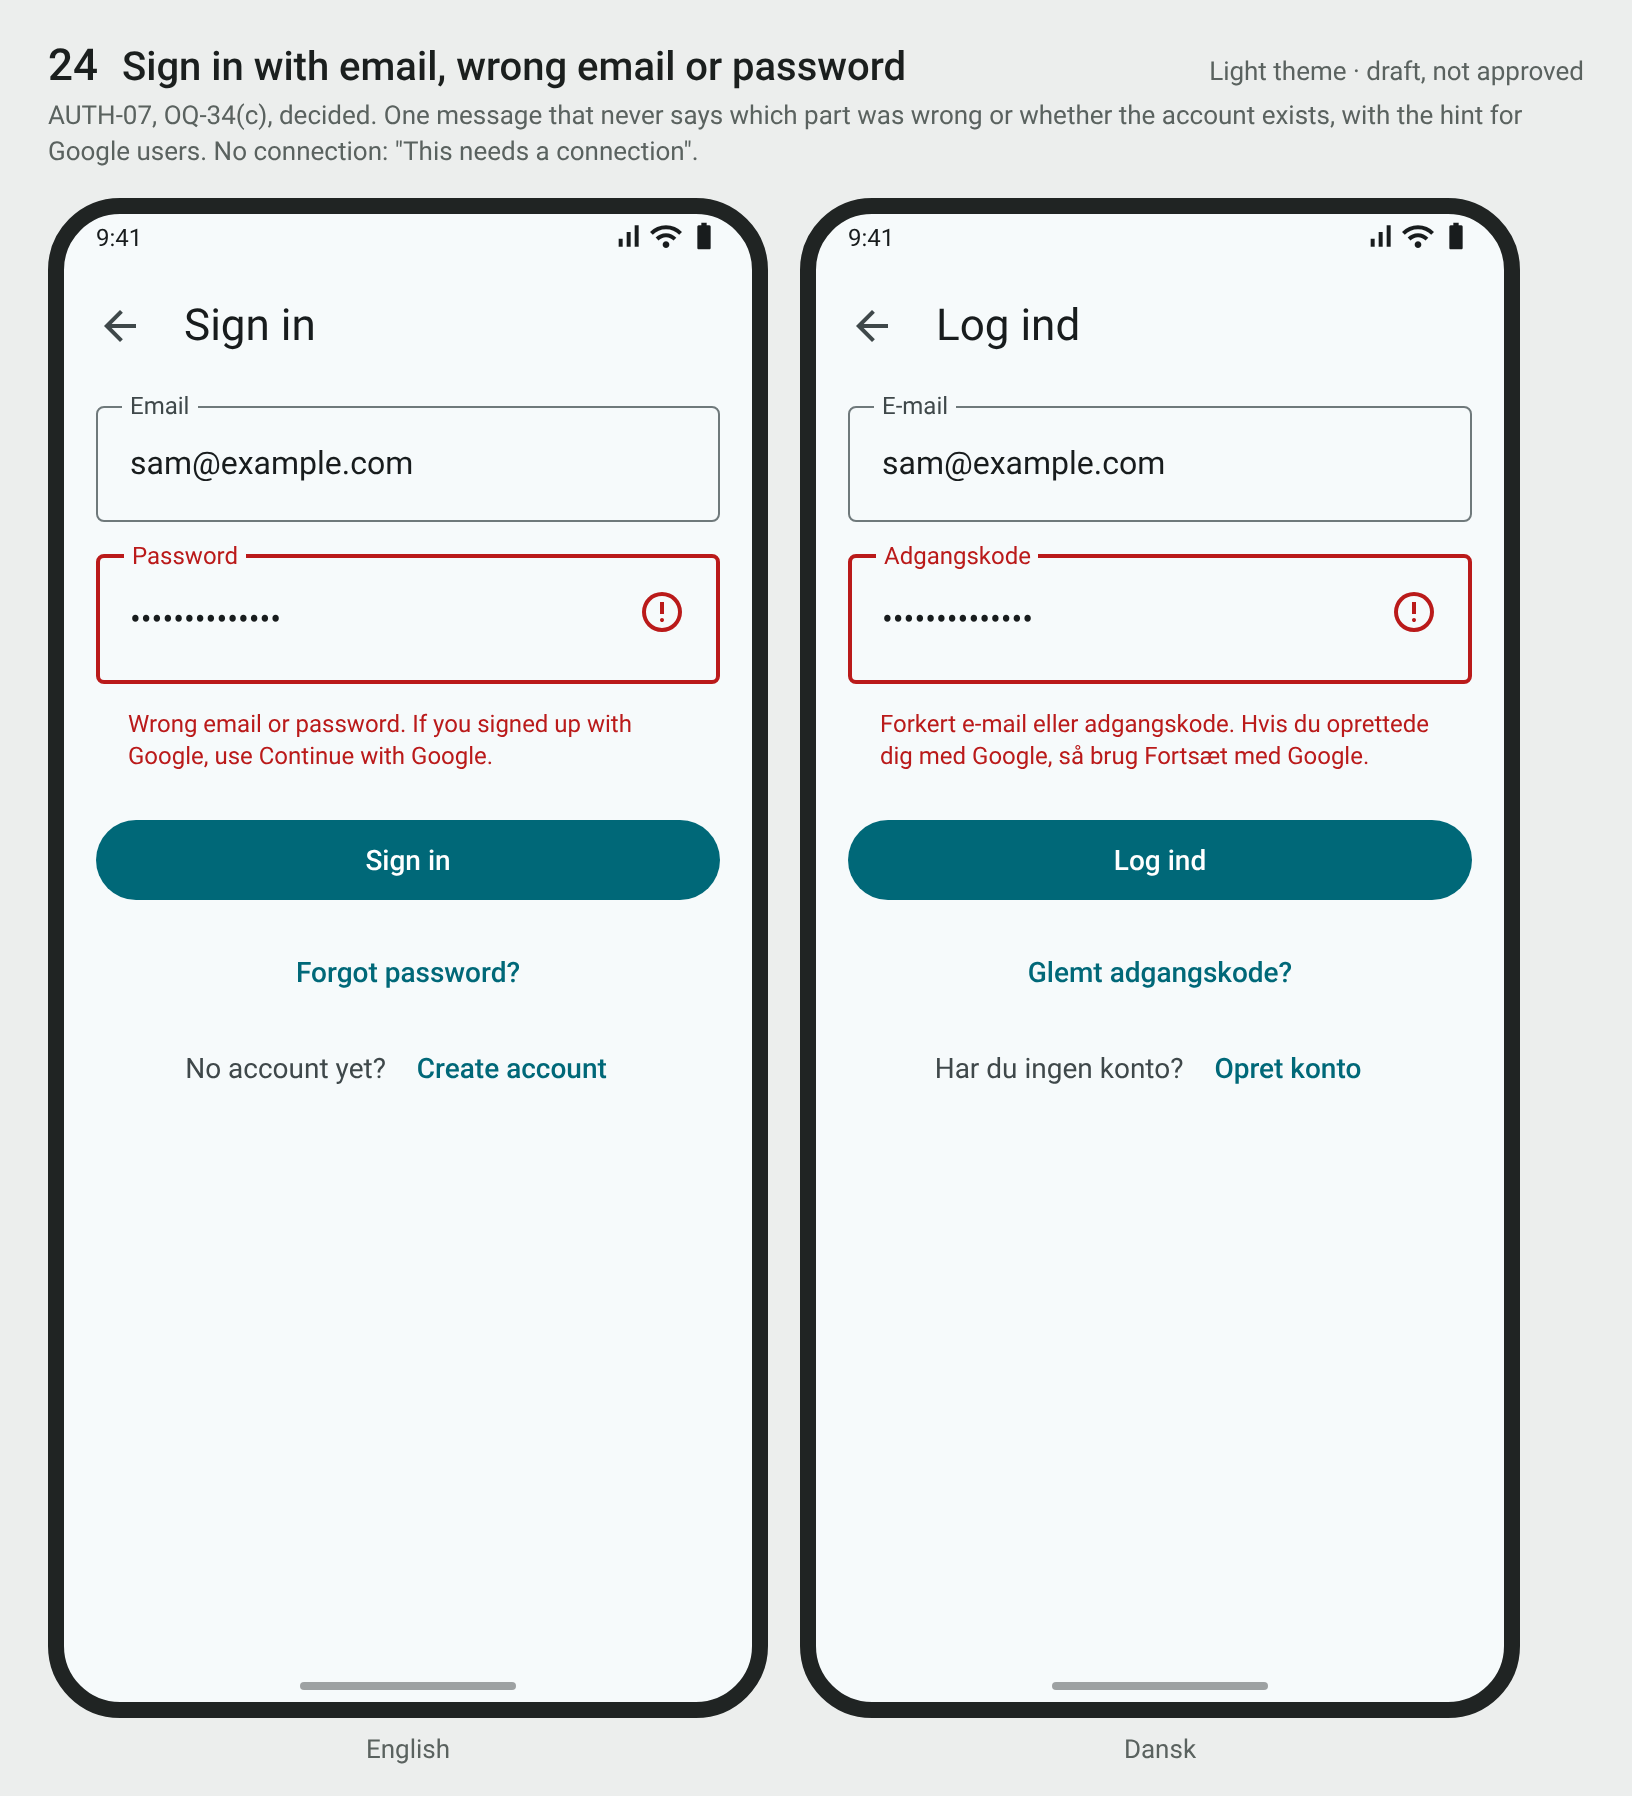 24 Sign in with email, wrong email or password
Light theme · draft, not approved
AUTH-07, OQ-34(c), decided. One message that never says which part was wrong or whether the account exists, with the hint for
Google users. No connection: "This needs a connection".
9:41
Sign in
Email
sam@example.com
Password
••••••••••••••
Wrong email or password. If you signed up with
Google, use Continue with Google.
Sign in
Forgot password?
No account yet? Create account
English
9:41
Log ind
E-mail
sam@example.com
Adgangskode
••••••••••••••
Forkert e-mail eller adgangskode. Hvis du oprettede
dig med Google, så brug Fortsæt med Google.
Log ind
Glemt adgangskode?
Har du ingen konto? Opret konto
Dansk